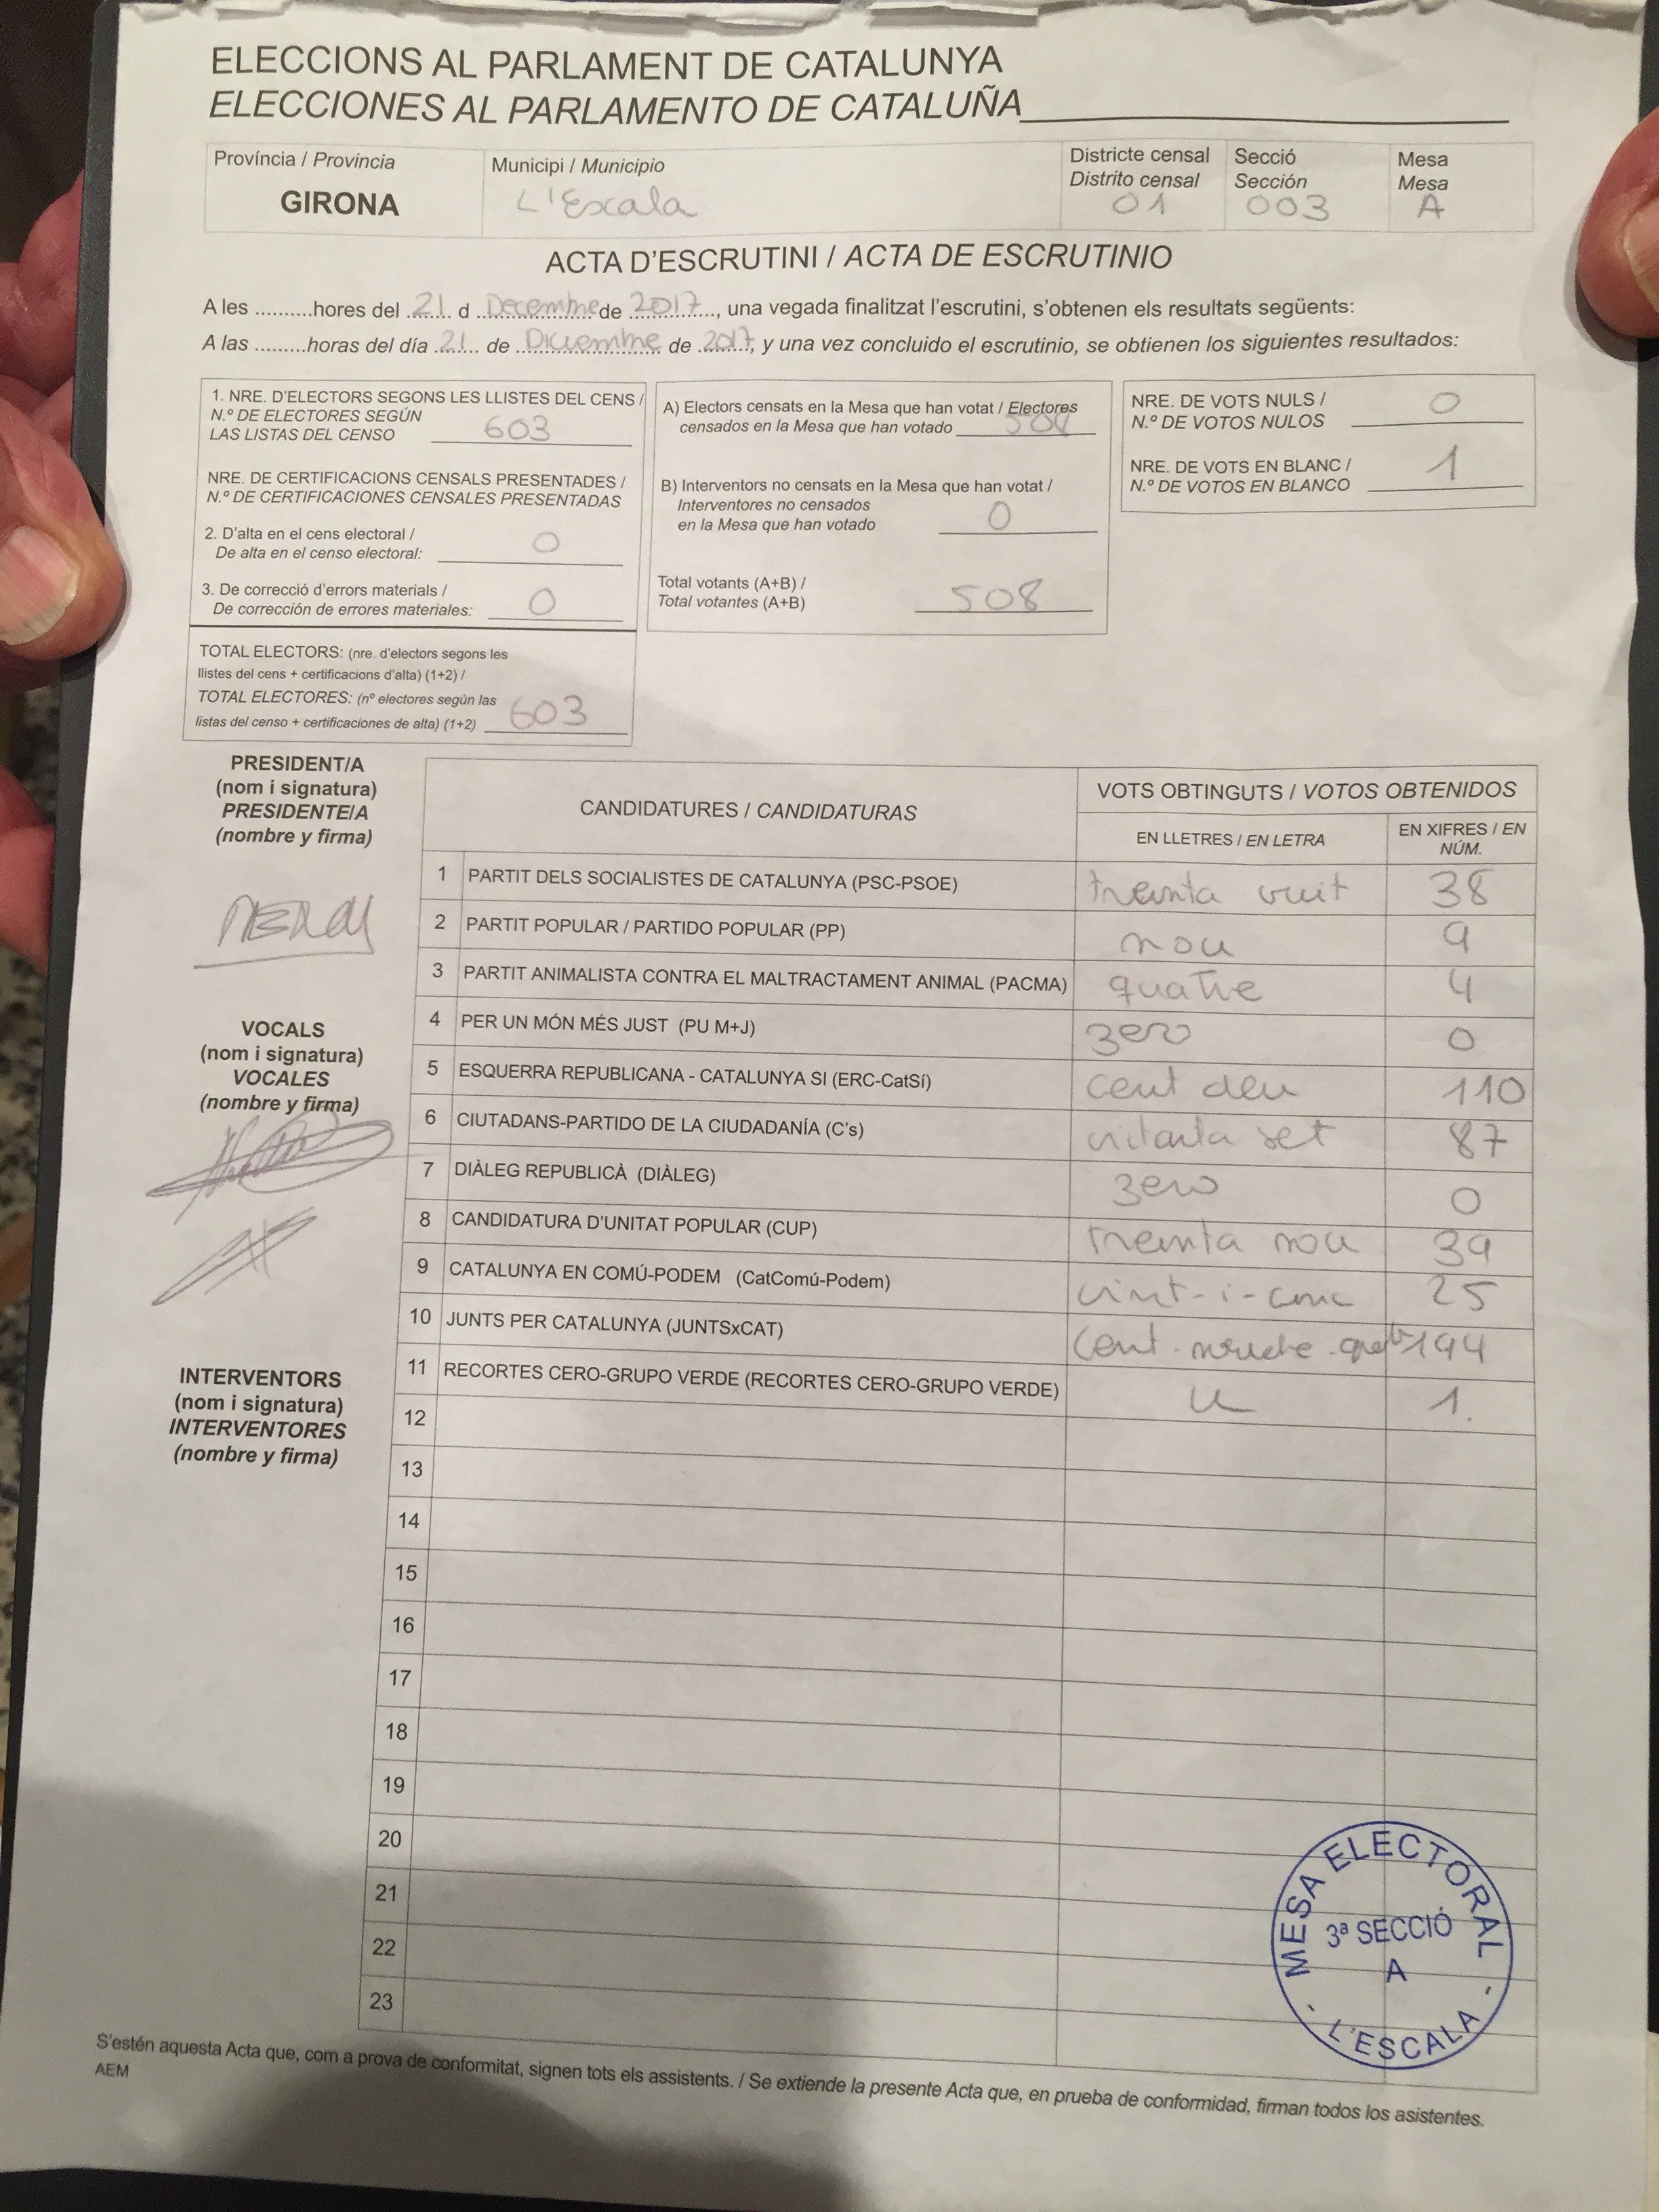 ELECCIONS AL PARLAMENT DE CATALUNYA
ELECCIONES AL PARLAMENTO DE CATALUÑA
Província / Provincia
GIRONA
Municipi / Municipio
L'Escala
Districte censal
Distrito censal
01
Secció
Sección
003
Mesa
Mesa
A
ACTA D'ESCRUTINI / ACTA DE ESCRUTINIO
A les ..........hores del 21 d Decembre de 2017, una vegada finalitzat l'escrutini, s'obtenen els resultats següents:
A las ..........horas del día 21 de Diciembre de 2017, y una vez concluido el escrutinio, se obtienen los siguientes resultados:
1. NRE. D'ELECTORS SEGONS LES LLISTES DEL CENS /
N.º DE ELECTORES SEGÚN
LAS LISTAS DEL CENSO 603
NRE. DE CERTIFICACIONS CENSALS PRESENTADES /
N.º DE CERTIFICACIONES CENSALES PRESENTADAS
2. D'alta en el cens electoral /
De alta en el censo electoral: 0
3. De correcció d'errors materials /
De corrección de errores materiales: 0
TOTAL ELECTORS: (nre. d'electors segons les
llistes del cens + certificacions d'alta) (1+2) /
TOTAL ELECTORES: (nº electores según las
listas del censo + certificaciones de alta) (1+2) 603
A) Electors censats en la Mesa que han votat / Electores
censados en la Mesa que han votado 508
B) Interventors no censats en la Mesa que han votat /
Interventores no censados
en la Mesa que han votado 0
Total votants (A+B) /
Total votantes (A+B) 508
NRE. DE VOTS NULS /
N.º DE VOTOS NULOS 0
NRE. DE VOTS EN BLANC /
N.º DE VOTOS EN BLANCO 1
PRESIDENT/A
(nom i signatura)
PRESIDENTE/A
(nombre y firma)
VOCALS
(nom i signatura)
VOCALES
(nombre y firma)
INTERVENTORS
(nom i signatura)
INTERVENTORES
(nombre y firma)
CANDIDATURES / CANDIDATURAS
VOTS OBTINGUTS / VOTOS OBTENIDOS
EN LLETRES / EN LETRA
EN XIFRES / EN NÚM.
1 PARTIT DELS SOCIALISTES DE CATALUNYA (PSC-PSOE) trenta vuit 38
2 PARTIT POPULAR / PARTIDO POPULAR (PP) nou 9
3 PARTIT ANIMALISTA CONTRA EL MALTRACTAMENT ANIMAL (PACMA) quatre 4
4 PER UN MÓN MÉS JUST (PU M+J) zero 0
5 ESQUERRA REPUBLICANA - CATALUNYA SI (ERC-CatSí) cent deu 110
6 CIUTADANS-PARTIDO DE LA CIUDADANÍA (C's) vitanta set 87
7 DIÀLEG REPUBLICÀ (DIÀLEG) zero 0
8 CANDIDATURA D'UNITAT POPULAR (CUP) trenta nou 39
9 CATALUNYA EN COMÚ-PODEM (CatComú-Podem) vint-i-cinc 25
10 JUNTS PER CATALUNYA (JUNTSxCAT) Cent 194
11 RECORTES CERO-GRUPO VERDE (RECORTES CERO-GRUPO VERDE) u 1.
12
13
14
15
16
17
18
19
20
21
22
23
MESA ELECTORAL
3ª SECCIÓ
A
L'ESCALA
S'estén aquesta Acta que, com a prova de conformitat, signen tots els assistents. / Se extiende la presente Acta que, en prueba de conformidad, firman todos los asistentes.
AEM